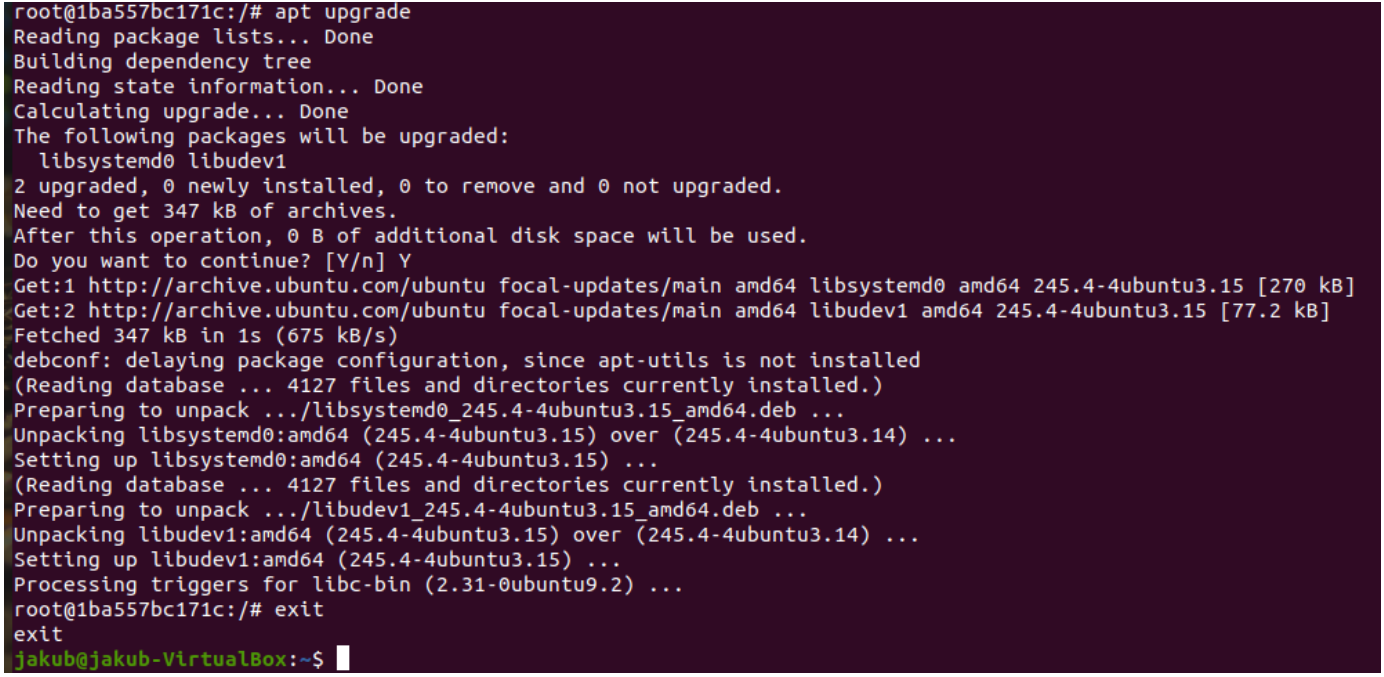 root@1ba557bc171c:/# apt upgrade
Reading package lists... Done
Building dependency tree
Reading state information... Done
Calculating upgrade... Done
The following packages will be upgraded:
  libsystemd0 libudev1
2 upgraded, 0 newly installed, 0 to remove and 0 not upgraded.
Need to get 347 kB of archives.
After this operation, 0 B of additional disk space will be used.
Do you want to continue? [Y/n] Y
Get:1 http://archive.ubuntu.com/ubuntu focal-updates/main amd64 libsystemd0 amd64 245.4-4ubuntu3.15 [270 kB]
Get:2 http://archive.ubuntu.com/ubuntu focal-updates/main amd64 libudev1 amd64 245.4-4ubuntu3.15 [77.2 kB]
Fetched 347 kB in 1s (675 kB/s)
debconf: delaying package configuration, since apt-utils is not installed
(Reading database ... 4127 files and directories currently installed.)
Preparing to unpack .../libsystemd0_245.4-4ubuntu3.15_amd64.deb ...
Unpacking libsystemd0:amd64 (245.4-4ubuntu3.15) over (245.4-4ubuntu3.14) ...
Setting up libsystemd0:amd64 (245.4-4ubuntu3.15) ...
(Reading database ... 4127 files and directories currently installed.)
Preparing to unpack .../libudev1_245.4-4ubuntu3.15_amd64.deb ...
Unpacking libudev1:amd64 (245.4-4ubuntu3.15) over (245.4-4ubuntu3.14) ...
Setting up libudev1:amd64 (245.4-4ubuntu3.15) ...
Processing triggers for libc-bin (2.31-0ubuntu9.2) ...
root@1ba557bc171c:/# exit
exit
jakub@jakub-VirtualBox:~$